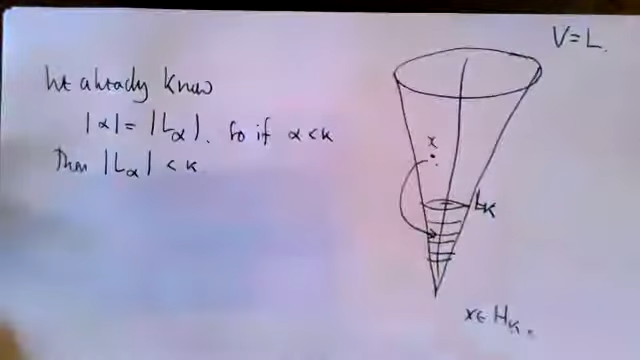 We already know
|α| = |Lα|. So if α < κ
Then |Lα| < κ
V = L.
x
Lκ
x ∈ Hκ.